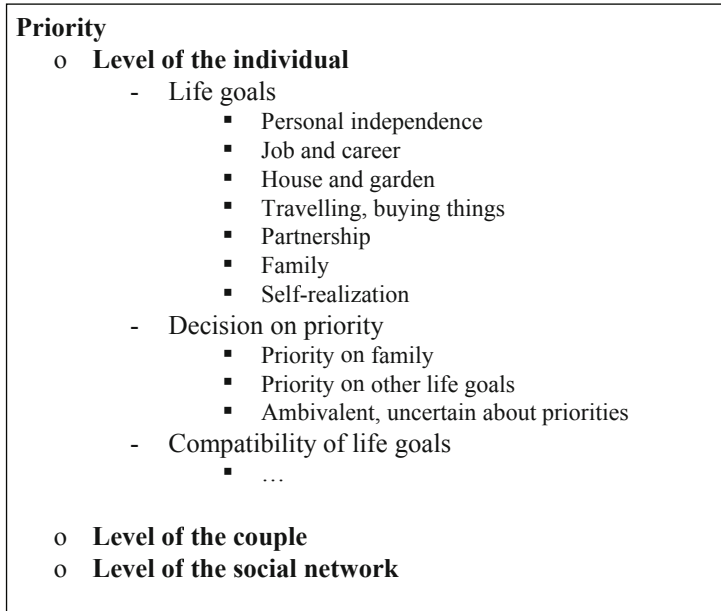 Priority
o Level of the individual
- Life goals
▪ Personal independence
▪ Job and career
▪ House and garden
▪ Travelling, buying things
▪ Partnership
▪ Family
▪ Self-realization
- Decision on priority
▪ Priority on family
▪ Priority on other life goals
▪ Ambivalent, uncertain about priorities
- Compatibility of life goals
▪ …
o Level of the couple
o Level of the social network